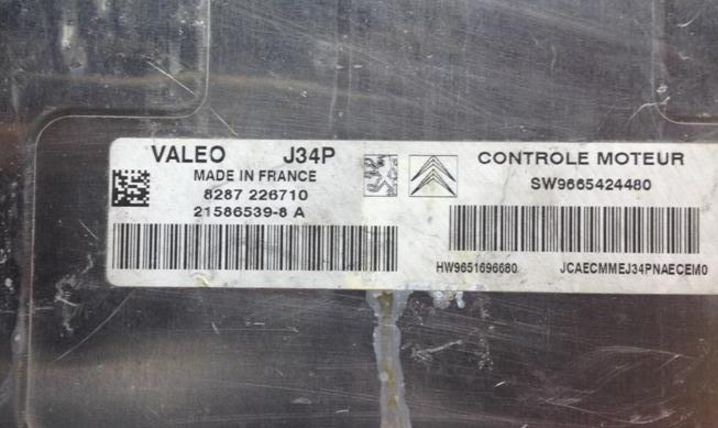 VALEO J34P
MADE IN FRANCE
8287 226710
21586539-8 A
CONTROLE MOTEUR
SW9665424480
HW9651696680 JCAECMMEJ34PNAECEM0